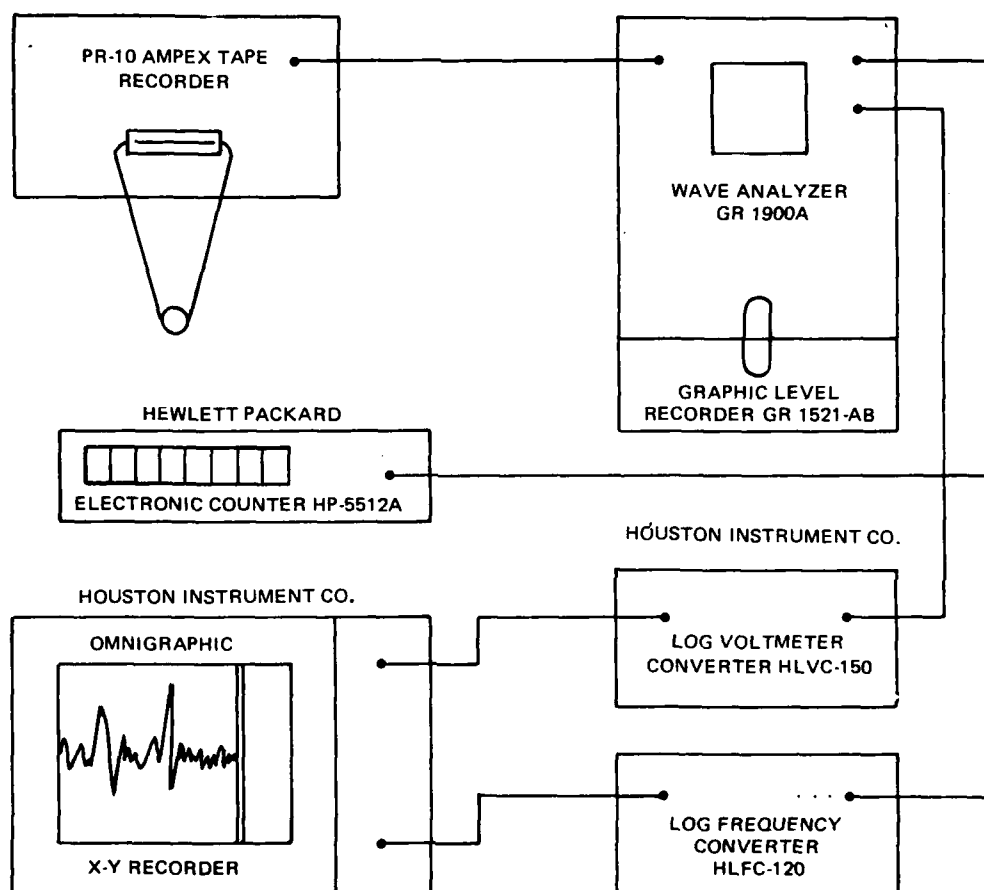 PR-10 AMPEX TAPE
RECORDER
WAVE ANALYZER
GR 1900A
GRAPHIC LEVEL
RECORDER GR 1521-AB
HEWLETT PACKARD
ELECTRONIC COUNTER HP-5512A
HOUSTON INSTRUMENT CO.
LOG VOLTMETER
CONVERTER HLVC-150
HOUSTON INSTRUMENT CO.
OMNIGRAPHIC
X-Y RECORDER
LOG FREQUENCY
CONVERTER
HLFC-120